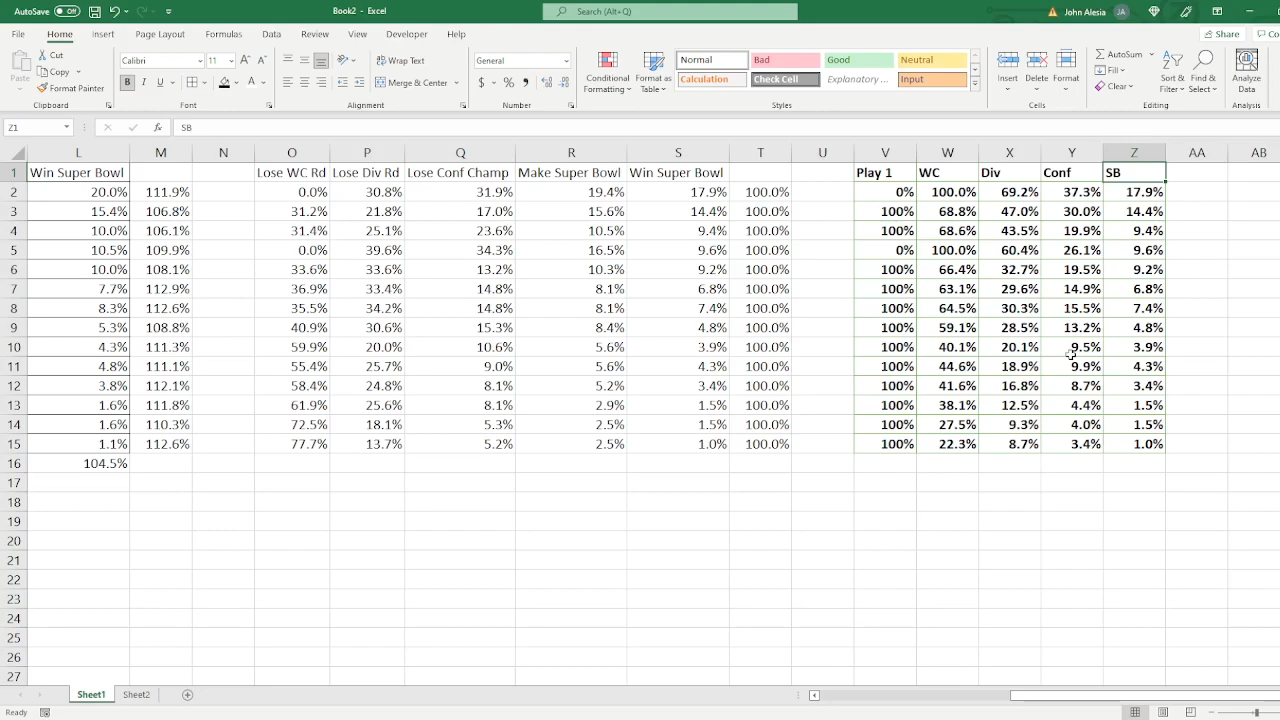 AutoSave Off Book2 - Excel Search (Alt+Q) John Alesia JA
File Home Insert Page Layout Formulas Data Review View Developer Help Share Co
Paste Cut Copy Format Painter Clipboard
Calibri 11 B I U A Font
Wrap Text Merge & Center Alignment
General $ % Number
Conditional Formatting Format as Table
Normal Bad Good Neutral
Calculation Check Cell Explanatory ... Input
Styles
Insert Delete Format Cells
AutoSum Fill Clear Sort & Filter Find & Select Editing
Analyze Data Analysis
Z1 fx SB
L M N O P Q R S T U V W X Y Z AA AB
1 Win Super Bowl Lose WC Rd Lose Div Rd Lose Conf Champ Make Super Bowl Win Super Bowl Play 1 WC Div Conf SB
2 20.0% 111.9% 0.0% 30.8% 31.9% 19.4% 17.9% 100.0% 0% 100.0% 69.2% 37.3% 17.9%
3 15.4% 106.8% 31.2% 21.8% 17.0% 15.6% 14.4% 100.0% 100% 68.8% 47.0% 30.0% 14.4%
4 10.0% 106.1% 31.4% 25.1% 23.6% 10.5% 9.4% 100.0% 100% 68.6% 43.5% 19.9% 9.4%
5 10.5% 109.9% 0.0% 39.6% 34.3% 16.5% 9.6% 100.0% 0% 100.0% 60.4% 26.1% 9.6%
6 10.0% 108.1% 33.6% 33.6% 13.2% 10.3% 9.2% 100.0% 100% 66.4% 32.7% 19.5% 9.2%
7 7.7% 112.9% 36.9% 33.4% 14.8% 8.1% 6.8% 100.0% 100% 63.1% 29.6% 14.9% 6.8%
8 8.3% 112.6% 35.5% 34.2% 14.8% 8.1% 7.4% 100.0% 100% 64.5% 30.3% 15.5% 7.4%
9 5.3% 108.8% 40.9% 30.6% 15.3% 8.4% 4.8% 100.0% 100% 59.1% 28.5% 13.2% 4.8%
10 4.3% 111.3% 59.9% 20.0% 10.6% 5.6% 3.9% 100.0% 100% 40.1% 20.1% 9.5% 3.9%
11 4.8% 111.1% 55.4% 25.7% 9.0% 5.6% 4.3% 100.0% 100% 44.6% 18.9% 9.9% 4.3%
12 3.8% 112.1% 58.4% 24.8% 8.1% 5.2% 3.4% 100.0% 100% 41.6% 16.8% 8.7% 3.4%
13 1.6% 111.8% 61.9% 25.6% 8.1% 2.9% 1.5% 100.0% 100% 38.1% 12.5% 4.4% 1.5%
14 1.6% 110.3% 72.5% 18.1% 5.3% 2.5% 1.5% 100.0% 100% 27.5% 9.3% 4.0% 1.5%
15 1.1% 112.6% 77.7% 13.7% 5.2% 2.5% 1.0% 100.0% 100% 22.3% 8.7% 3.4% 1.0%
16 104.5%
17
18
19
20
21
22
23
24
25
26
27
Sheet1 Sheet2
Ready